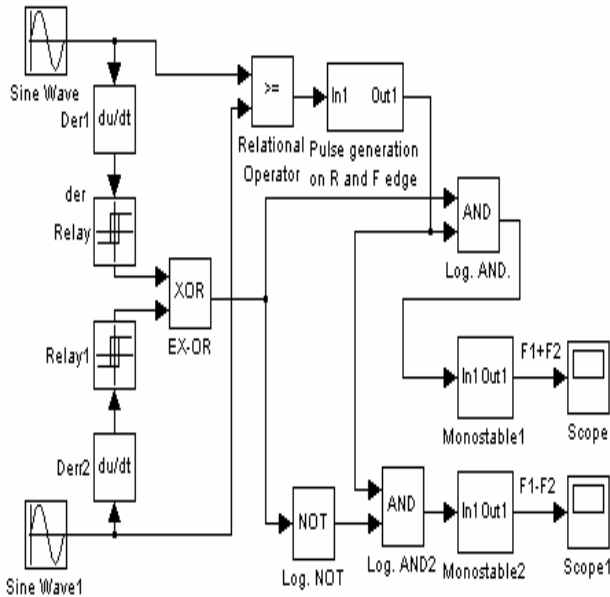 Sine Wave
Der1
du/dt
>=
In1 Out1
Relational
Operator
Pulse generation
on R and F edge
der
Relay
AND
Log. AND.
XOR
EX-OR
Relay1
In1 Out1
F1+F2
Monostable1
Scope
Derr2
du/dt
NOT
Log. NOT
AND
Log. AND2
In1 Out1
F1-F2
Monostable2
Scope1
Sine Wave1